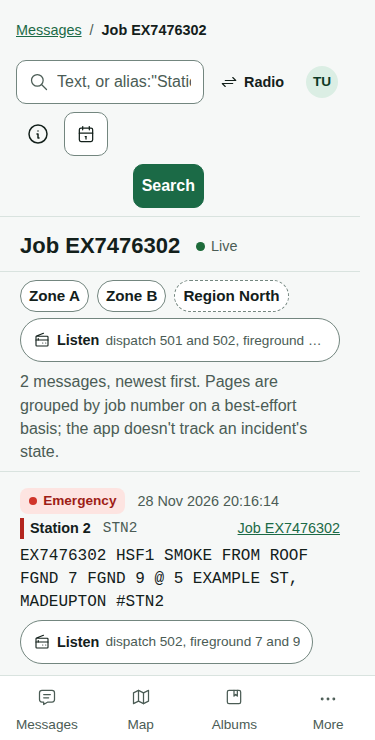 Messages / Job EX7476302
Text, or alias:"Stati
Radio
TU
Search
Job EX7476302 Live
Zone A Zone B Region North
Listen dispatch 501 and 502, fireground …
2 messages, newest first. Pages are
grouped by job number on a best-effort
basis; the app doesn't track an incident's
state.
Emergency 28 Nov 2026 20:16:14
Station 2 STN2 Job EX7476302
EX7476302 HSF1 SMOKE FROM ROOF
FGND 7 FGND 9 @ 5 EXAMPLE ST,
MADEUPTON #STN2
Listen dispatch 502, fireground 7 and 9
Messages Map Albums More